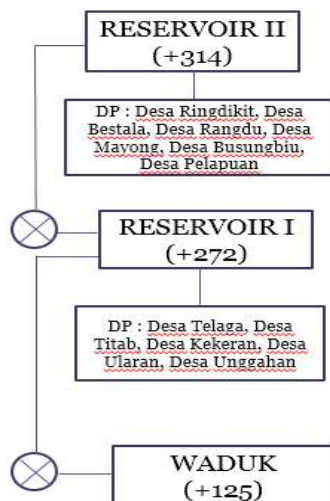 RESERVOIR II
(+314)
DP : Desa Ringdikit, Desa
Bestala, Desa Rangdu, Desa
Mayong, Desa Busungbiu,
Desa Pelapuan
RESERVOIR I
(+272)
DP : Desa Telaga, Desa
Titab, Desa Kekeran, Desa
Ularan, Desa Unggahan
WADUK
(+125)